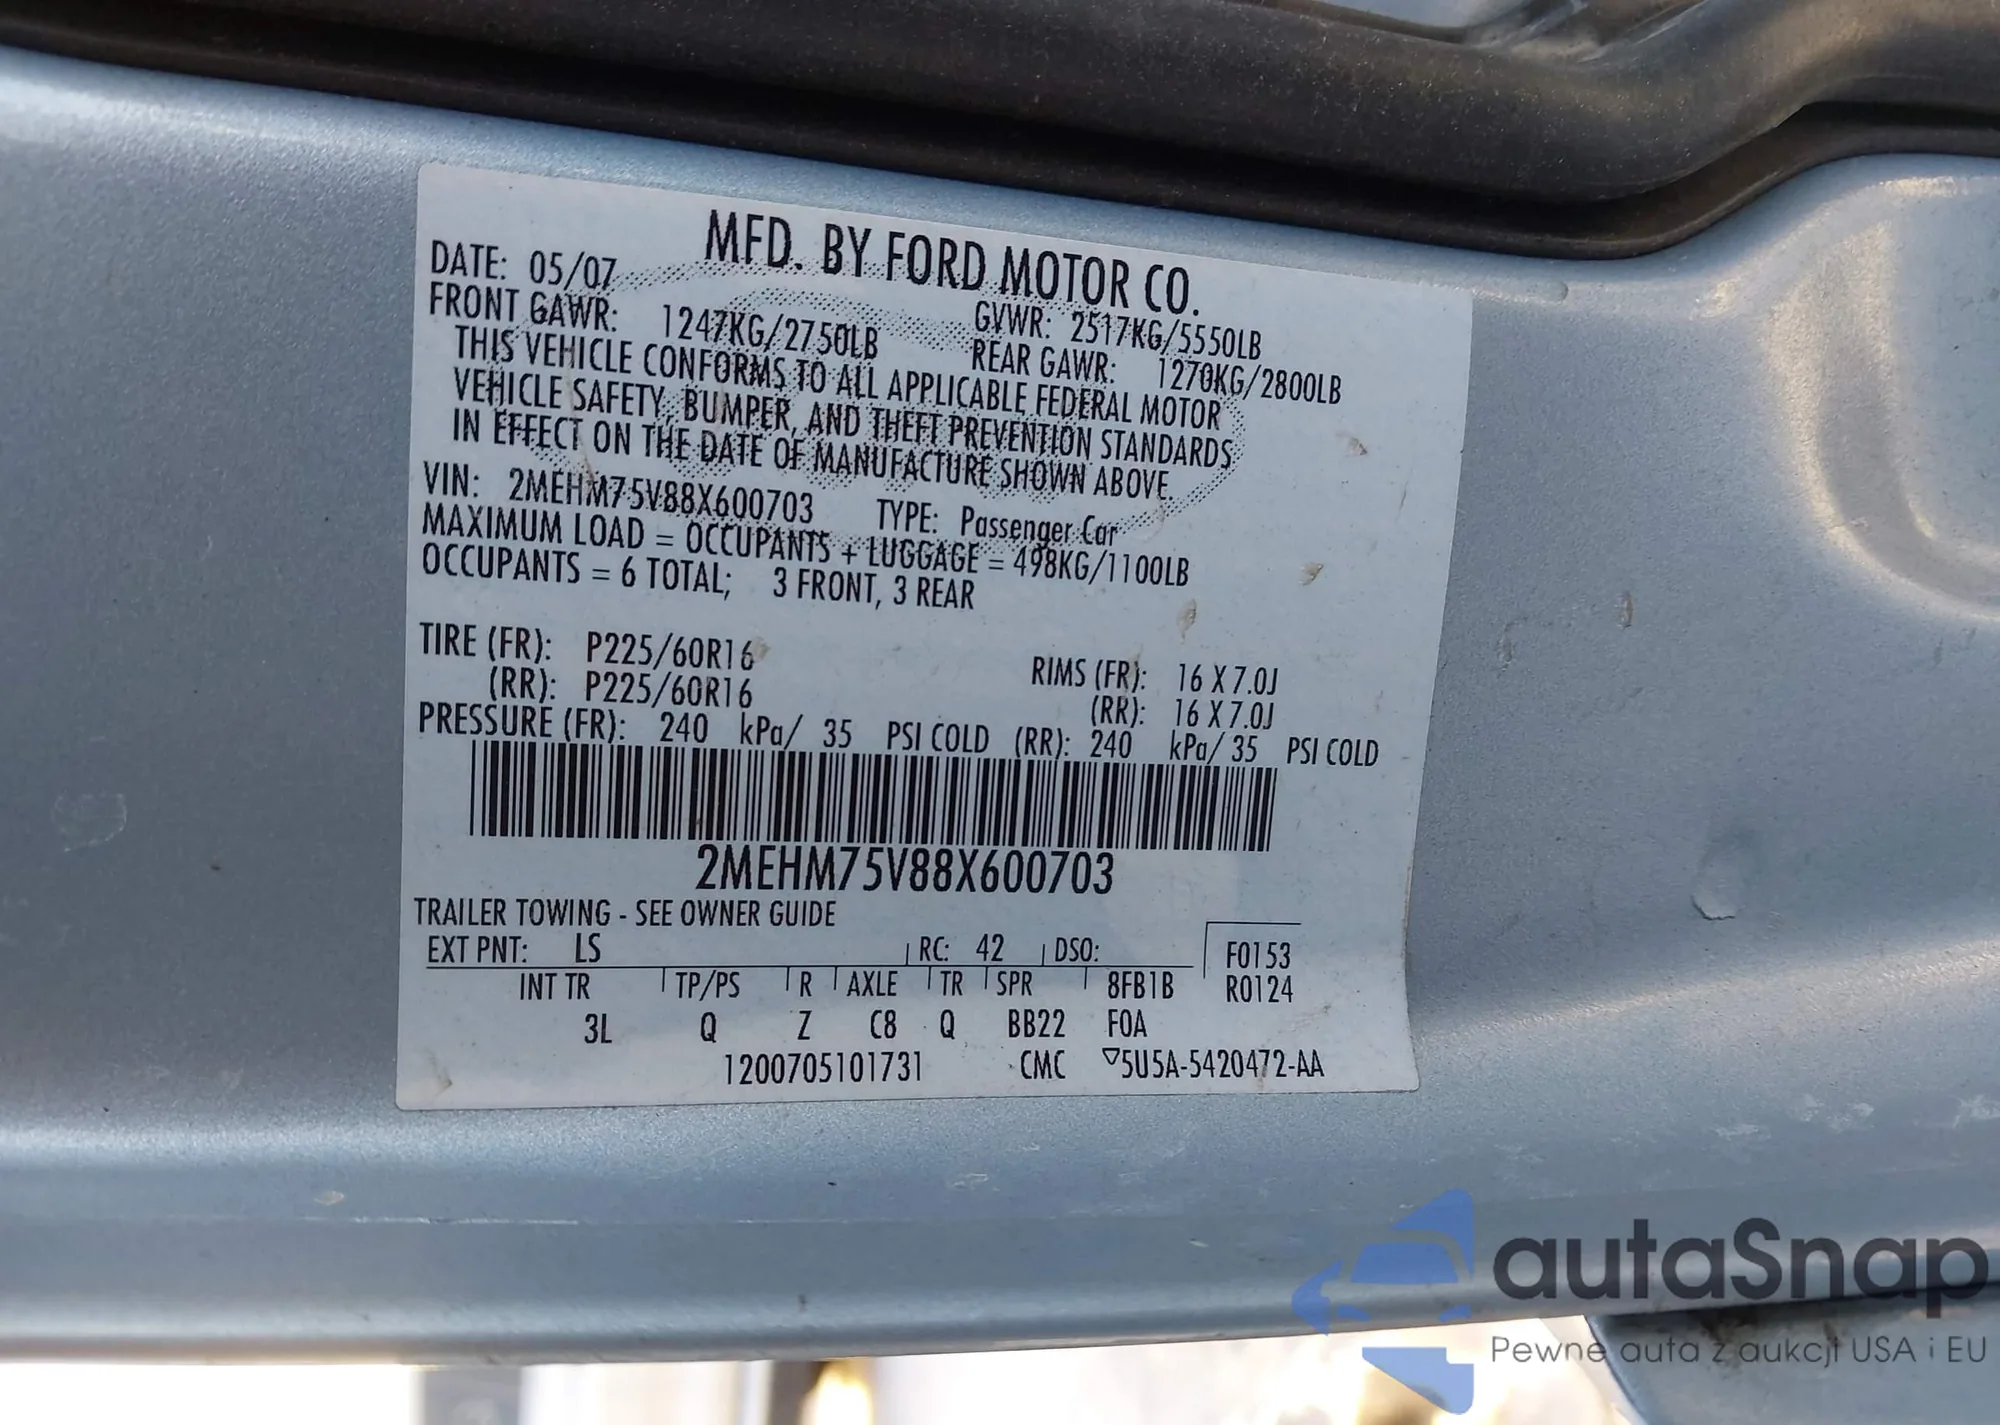 MFD. BY FORD MOTOR CO.
DATE: 05/07
FRONT GAWR: 1247KG/2750LB
GVWR: 2517KG/5550LB
REAR GAWR: 1270KG/2800LB
THIS VEHICLE CONFORMS TO ALL APPLICABLE FEDERAL MOTOR
VEHICLE SAFETY, BUMPER, AND THEFT PREVENTION STANDARDS
IN EFFECT ON THE DATE OF MANUFACTURE SHOWN ABOVE.
VIN: 2MEHM75V88X600703 TYPE: Passenger Car
MAXIMUM LOAD = OCCUPANTS + LUGGAGE = 498KG/1100LB
OCCUPANTS = 6 TOTAL; 3 FRONT, 3 REAR
TIRE (FR): P225/60R16 RIMS (FR): 16 X 7.0J
(RR): P225/60R16 (RR): 16 X 7.0J
PRESSURE (FR): 240 kPa/ 35 PSI COLD (RR): 240 kPa/ 35 PSI COLD
2MEHM75V88X600703
TRAILER TOWING - SEE OWNER GUIDE
EXT PNT: LS RC: 42 DSO: F0153
INT TR TP/PS R AXLE TR SPR 8FB1B R0124
3L Q Z C8 Q BB22 F0A
1200705101731 CMC ▽5U5A-5420472-AA
autaSnap
Pewne auta z aukcji USA i EU